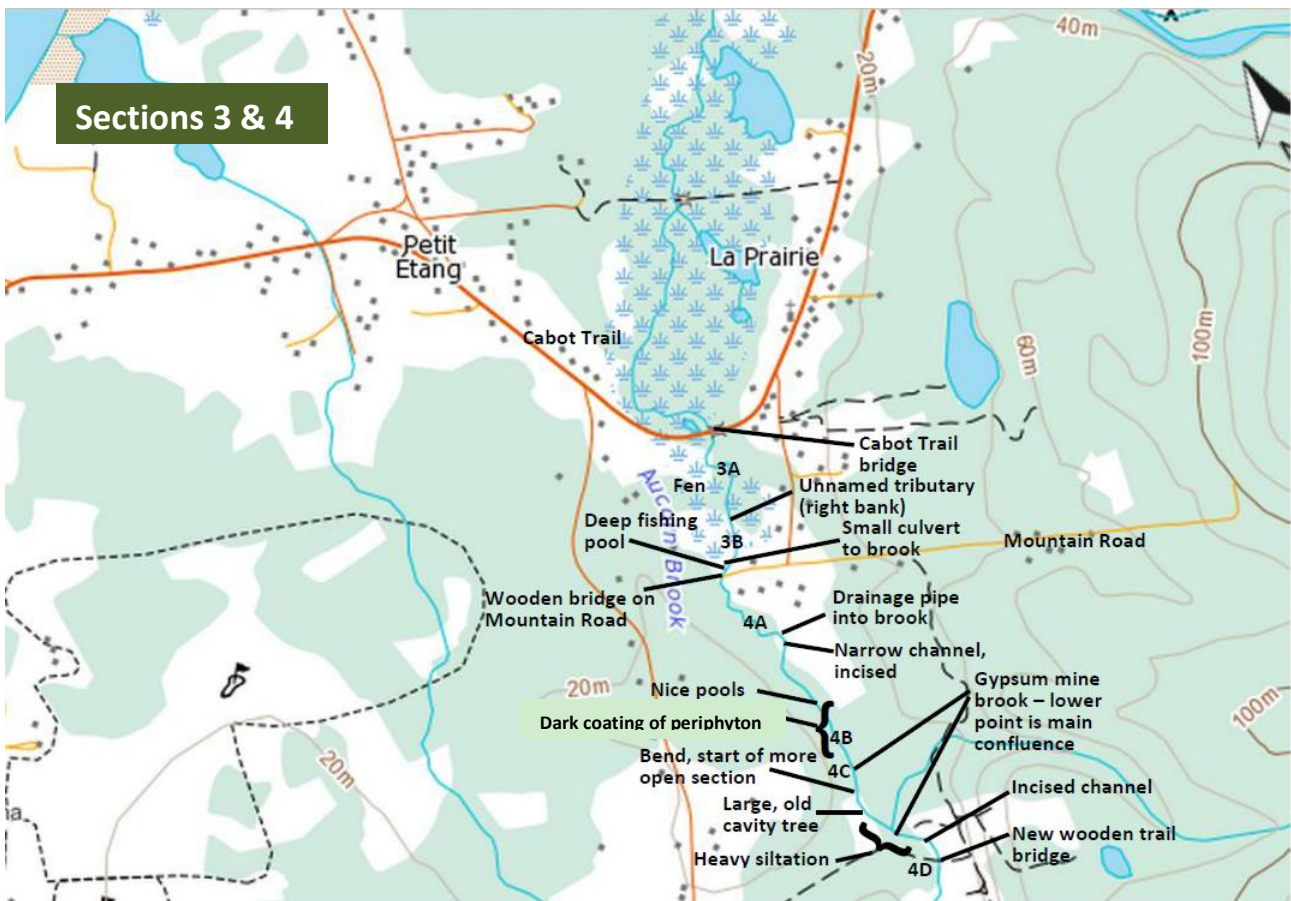 Sections 3 & 4
40m
20m
Petit
Etang
La Prairie
Cabot Trail
100m
60m
Cabot Trail
bridge
3A
Fen
Unnamed tributary
(right bank)
Aucoin Brook
Deep fishing
pool
3B
Small culvert
to brook
Mountain Road
Wooden bridge on
Mountain Road
Drainage pipe
into brook
4A
Narrow channel,
incised
20m
Nice pools
Gypsum mine
brook – lower
point is main
confluence
Dark coating of periphyton
4B
100m
Bend, start of more
open section
4C
20m
Large, old
cavity tree
Incised channel
Heavy siltation
New wooden trail
bridge
4D